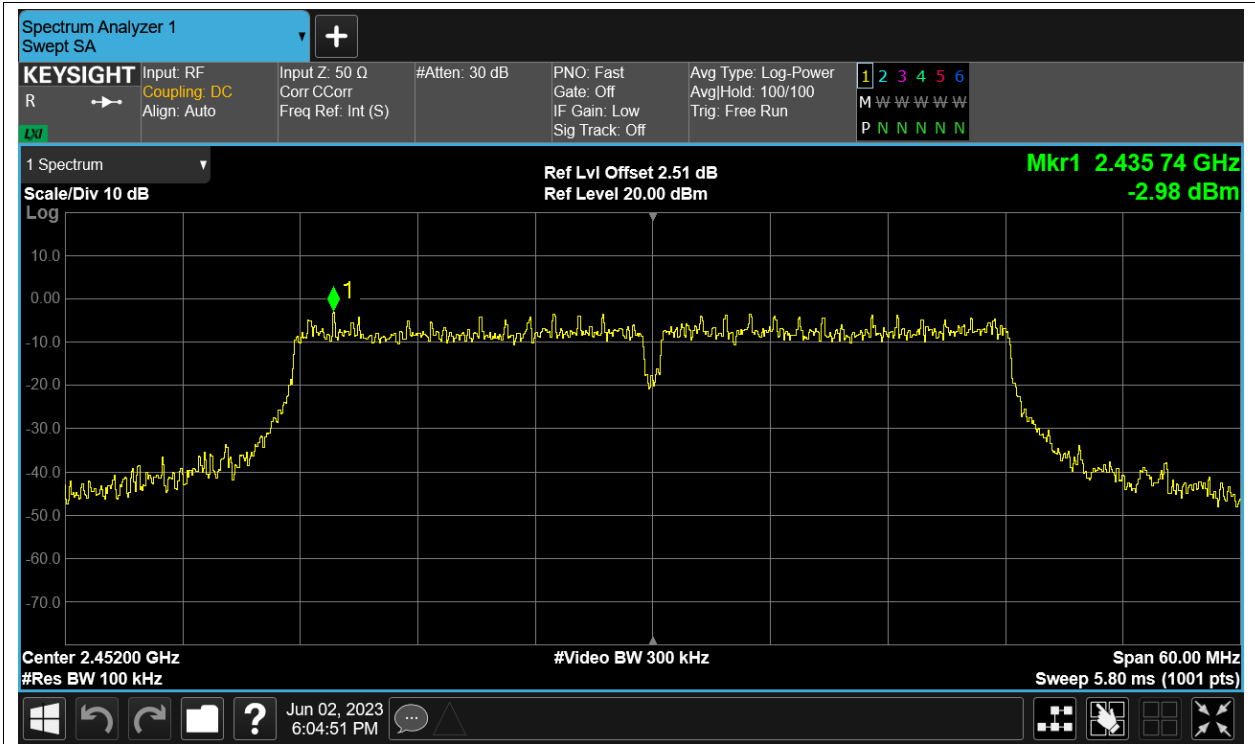 Spectrum Analyzer 1
Swept SA
KEYSIGHT
R
LXI
Input: RF
Coupling: DC
Align: Auto
Input Z: 50 Ω
Corr CCorr
Freq Ref: Int (S)
#Atten: 30 dB
PNO: Fast
Gate: Off
IF Gain: Low
Sig Track: Off
Avg Type: Log-Power
Avg|Hold: 100/100
Trig: Free Run
1 2 3 4 5 6
M W W W W W
P N N N N N
1 Spectrum
Scale/Div 10 dB
Log
Ref Lvl Offset 2.51 dB
Ref Level 20.00 dBm
Mkr1 2.435 74 GHz
-2.98 dBm
1
10.0
0.00
-10.0
-20.0
-30.0
-40.0
-50.0
-60.0
-70.0
Center 2.45200 GHz
#Res BW 100 kHz
#Video BW 300 kHz
Span 60.00 MHz
Sweep 5.80 ms (1001 pts)
?
Jun 02, 2023
6:04:51 PM